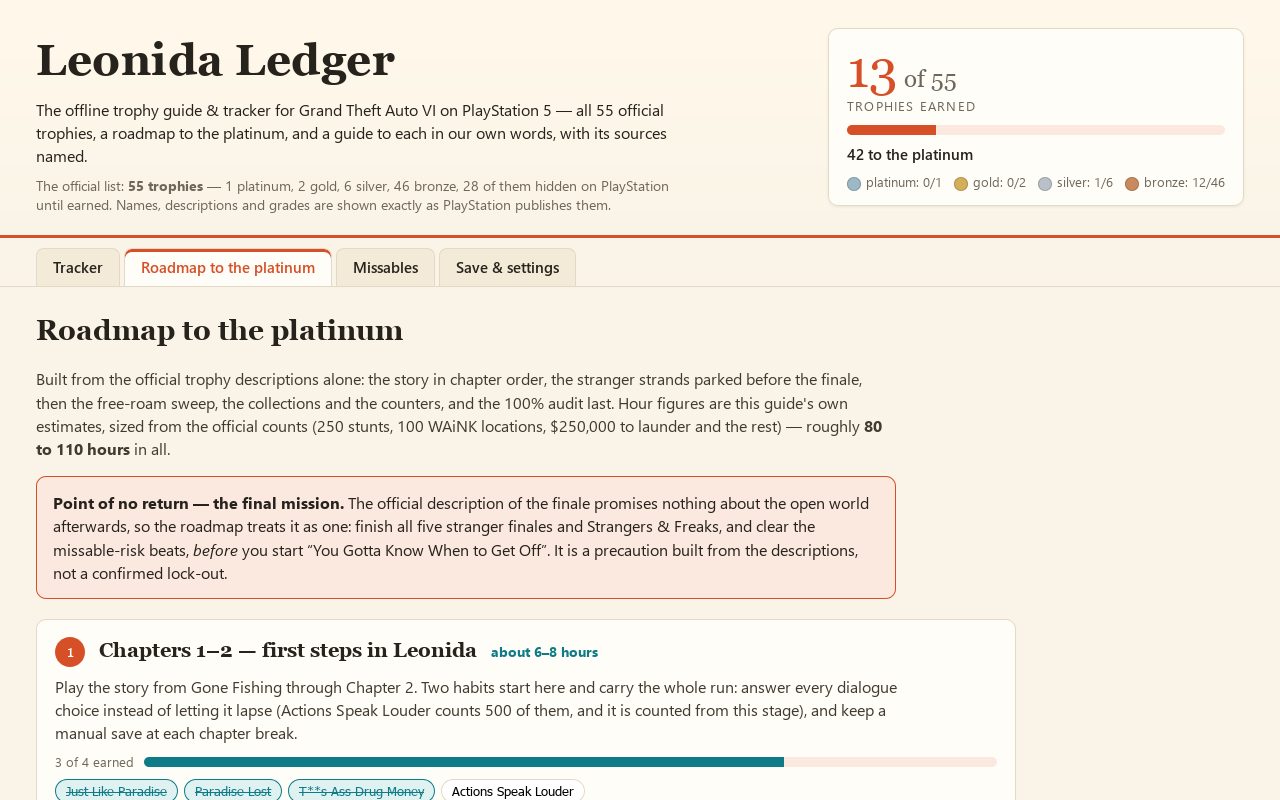 Leonida Ledger
The offline trophy guide & tracker for Grand Theft Auto VI on PlayStation 5 — all 55 official
trophies, a roadmap to the platinum, and a guide to each in our own words, with its sources
named.
The official list: 55 trophies — 1 platinum, 2 gold, 6 silver, 46 bronze, 28 of them hidden on PlayStation
until earned. Names, descriptions and grades are shown exactly as PlayStation publishes them.
13 of 55
TROPHIES EARNED
42 to the platinum
platinum: 0/1 gold: 0/2 silver: 1/6 bronze: 12/46
Tracker Roadmap to the platinum Missables Save & settings
Roadmap to the platinum
Built from the official trophy descriptions alone: the story in chapter order, the stranger strands parked before the finale,
then the free-roam sweep, the collections and the counters, and the 100% audit last. Hour figures are this guide's own
estimates, sized from the official counts (250 stunts, 100 WAiNK locations, $250,000 to launder and the rest) — roughly 80
to 110 hours in all.
Point of no return — the final mission. The official description of the finale promises nothing about the open world
afterwards, so the roadmap treats it as one: finish all five stranger finales and Strangers & Freaks, and clear the
missable-risk beats, before you start “You Gotta Know When to Get Off”. It is a precaution built from the descriptions,
not a confirmed lock-out.
1 Chapters 1–2 — first steps in Leonida about 6–8 hours
Play the story from Gone Fishing through Chapter 2. Two habits start here and carry the whole run: answer every dialogue
choice instead of letting it lapse (Actions Speak Louder counts 500 of them, and it is counted from this stage), and keep a
manual save at each chapter break.
3 of 4 earned
Just Like Paradise Paradise Lost T**s Ass Drug Money Actions Speak Louder